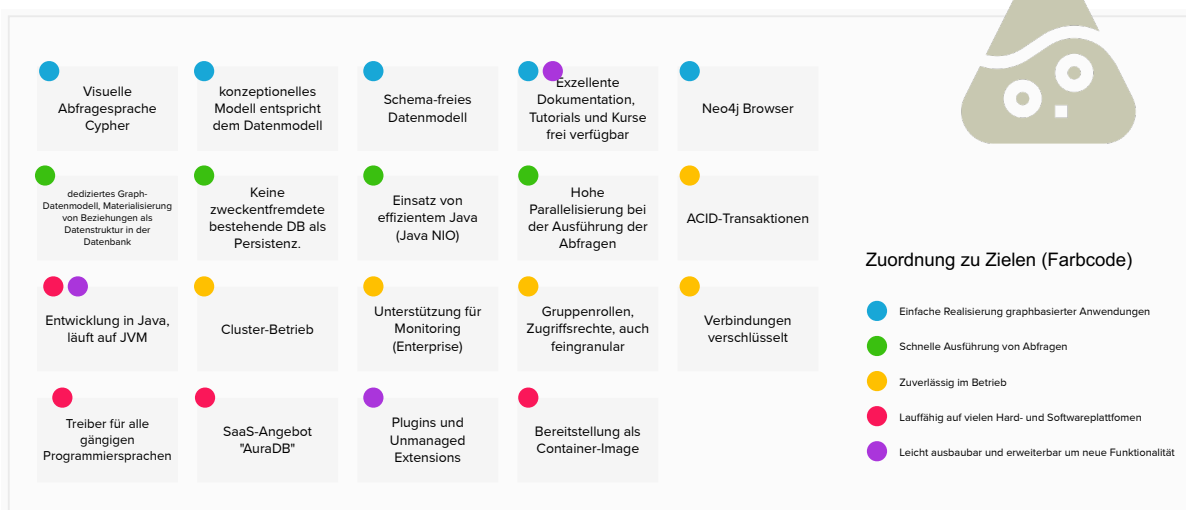 Visuelle
Abfragesprache
Cypher
konzeptionelles
Modell entspricht
dem Datenmodell
Schema-freies
Datenmodell
Exzellente
Dokumentation,
Tutorials und Kurse
frei verfügbar
Neo4j Browser
dediziertes Graph-
Datenmodell, Materialisierung
von Beziehungen als
Datenstruktur in der
Datenbank
Keine
zweckentfremdete
bestehende DB als
Persistenz.
Einsatz von
effizientem Java
(Java NIO)
Hohe
Parallelisierung bei
der Ausführung der
Abfragen
ACID-Transaktionen
Entwicklung in Java,
läuft auf JVM
Cluster-Betrieb
Unterstützung für
Monitoring
(Enterprise)
Gruppenrollen,
Zugriffsrechte, auch
feingranular
Verbindungen
verschlüsselt
Treiber für alle
gängigen
Programmiersprachen
SaaS-Angebot
"AuraDB"
Plugins und
Unmanaged
Extensions
Bereitstellung als
Container-Image
Zuordnung zu Zielen (Farbcode)
Einfache Realisierung graphbasierter Anwendungen
Schnelle Ausführung von Abfragen
Zuverlässig im Betrieb
Lauffähig auf vielen Hard- und Softwareplattfomen
Leicht ausbaubar und erweiterbar um neue Funktionalität